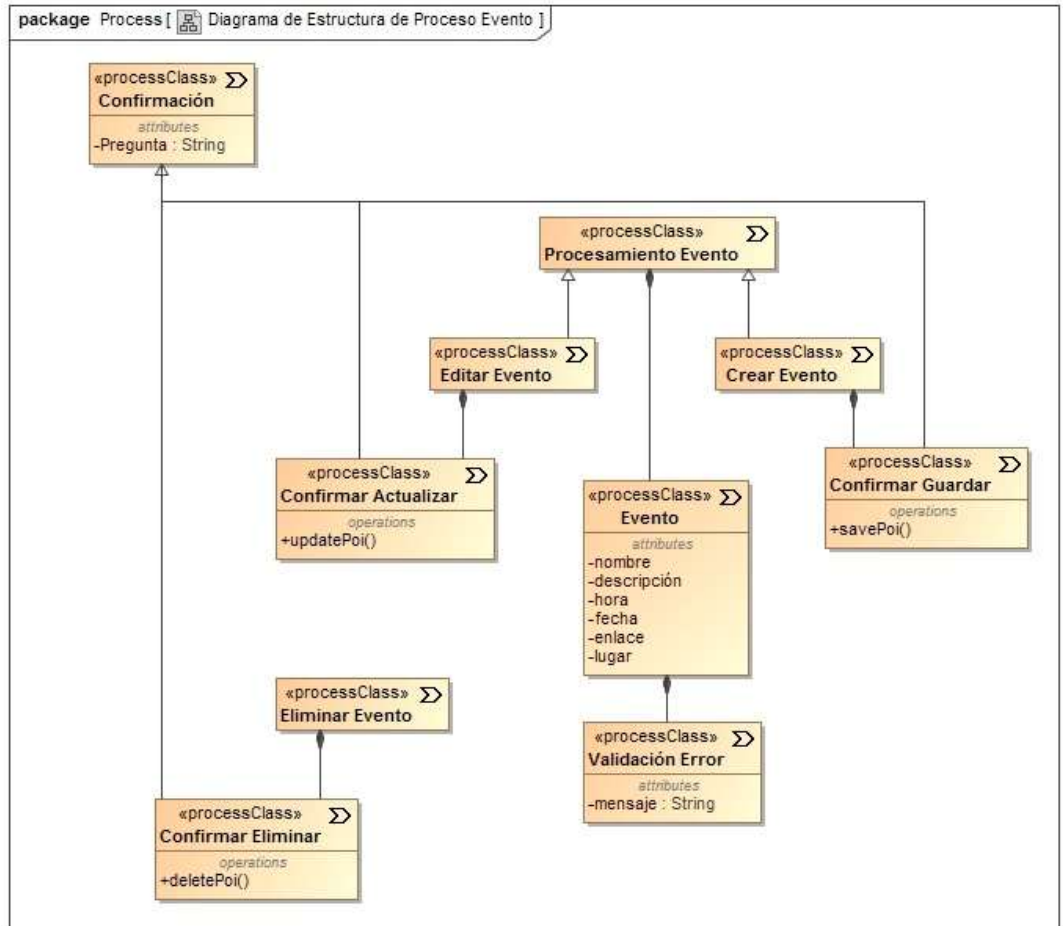 package Process [ Diagrama de Estructura de Proceso Evento ]
«processClass»
Confirmación
attributes
-Pregunta : String
«processClass»
Procesamiento Evento
«processClass»
Editar Evento
«processClass»
Crear Evento
«processClass»
Confirmar Actualizar
operations
+updatePoi()
«processClass»
Evento
attributes
-nombre
-descripción
-hora
-fecha
-enlace
-lugar
«processClass»
Confirmar Guardar
operations
+savePoi()
«processClass»
Eliminar Evento
«processClass»
Validación Error
attributes
-mensaje : String
«processClass»
Confirmar Eliminar
operations
+deletePoi()